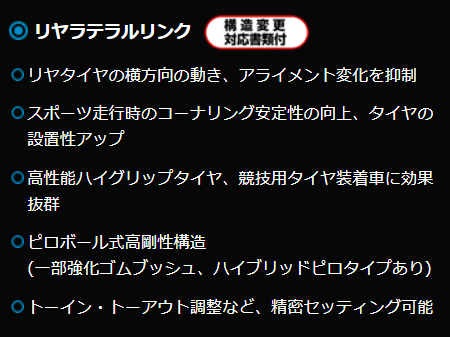 リヤラテラルリンク
構造変更
対応書類付
リヤタイヤの横方向の動き、アライメント変化を抑制
スポーツ走行時のコーナリング安定性の向上、タイヤの
設置性アップ
高性能ハイグリップタイヤ、競技用タイヤ装着車に効果
抜群
ピロボール式高剛性構造
(一部強化ゴムブッシュ、ハイブリッドピロタイプあり)
トーイン・トーアウト調整など、精密セッティング可能